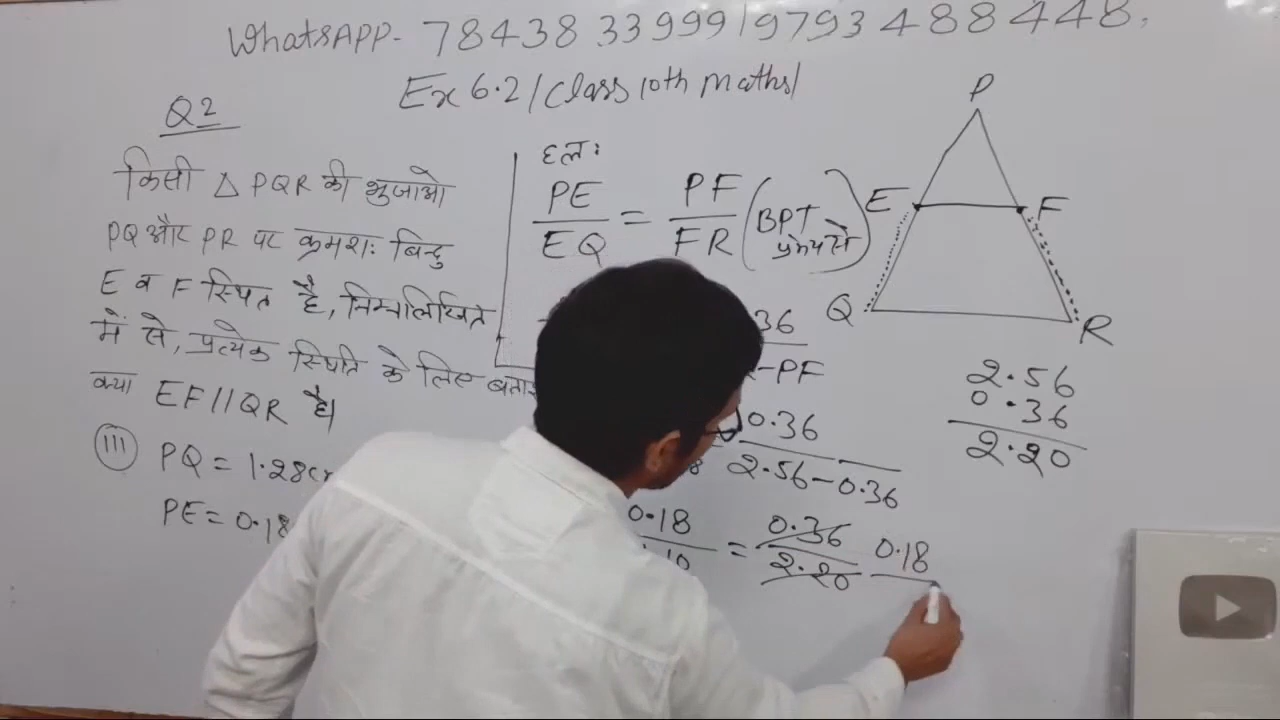 WhatsAPP- 78438 33999 | 9793 488448,
Ex 6.2 / Class 10th maths /
Q2
किसी △ PQR की भुजाओ
PQ और PR पर क्रमशः बिन्दु
E व F स्थित है, निम्नलिखित
में से, प्रत्येक स्थिति के लिए
क्या EF//QR है।
III PQ = 1.28
PE = 0.18
हल:
PE/EQ = PF/FR (BPT प्रमेय से)
36
-PF
0.36
2.56-0.36
0.18 = 0.36/2.20 0.18
P
E F
Q R
2.56
0.36
2.20